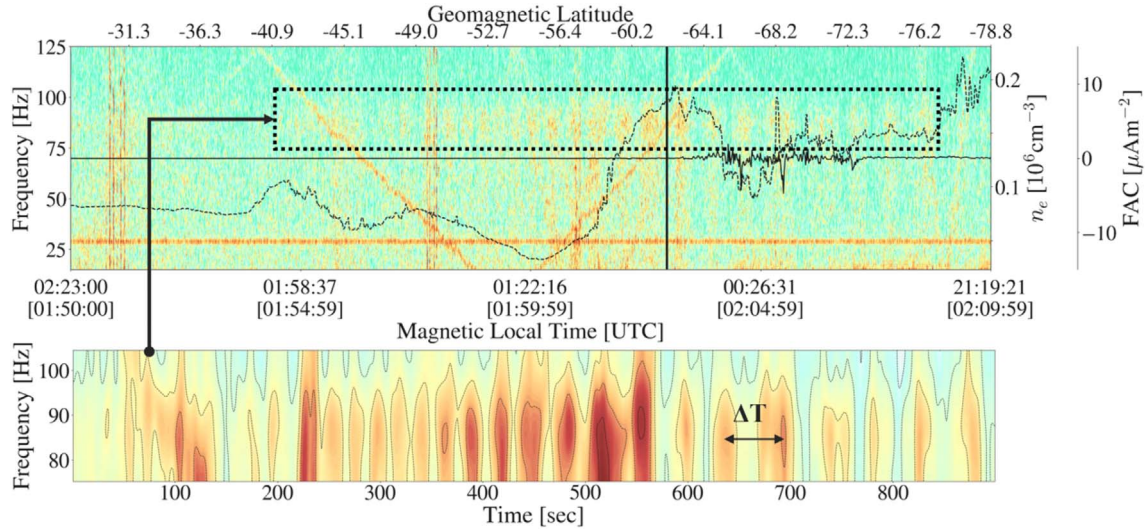 Geomagnetic Latitude
-31.3 -36.3 -40.9 -45.1 -49.0 -52.7 -56.4 -60.2 -64.1 -68.2 -72.3 -76.2 -78.8
Frequency [Hz]
125
100
75
50
25
0.2
0.1
nₑ [10⁶cm⁻³]
10
0
−10
FAC [μAm⁻²]
02:23:00 01:58:37 01:22:16 00:26:31 21:19:21
[01:50:00] [01:54:59] [01:59:59] [02:04:59] [02:09:59]
Magnetic Local Time [UTC]
Frequency [Hz]
100
90
80
ΔT
100 200 300 400 500 600 700 800
Time [sec]